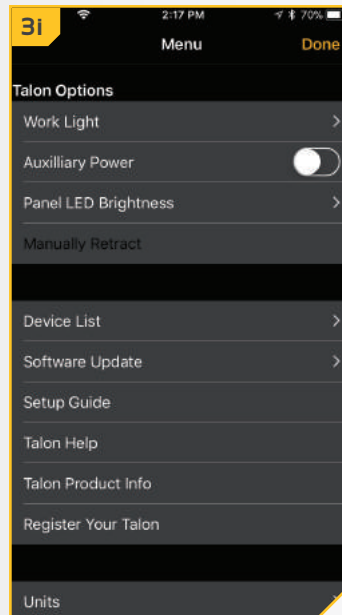 3i
2:17 PM
70%
Menu
Done
Talon Options
Work Light
Auxilliary Power
Panel LED Brightness
Manually Retract
Device List
Software Update
Setup Guide
Talon Help
Talon Product Info
Register Your Talon
Units